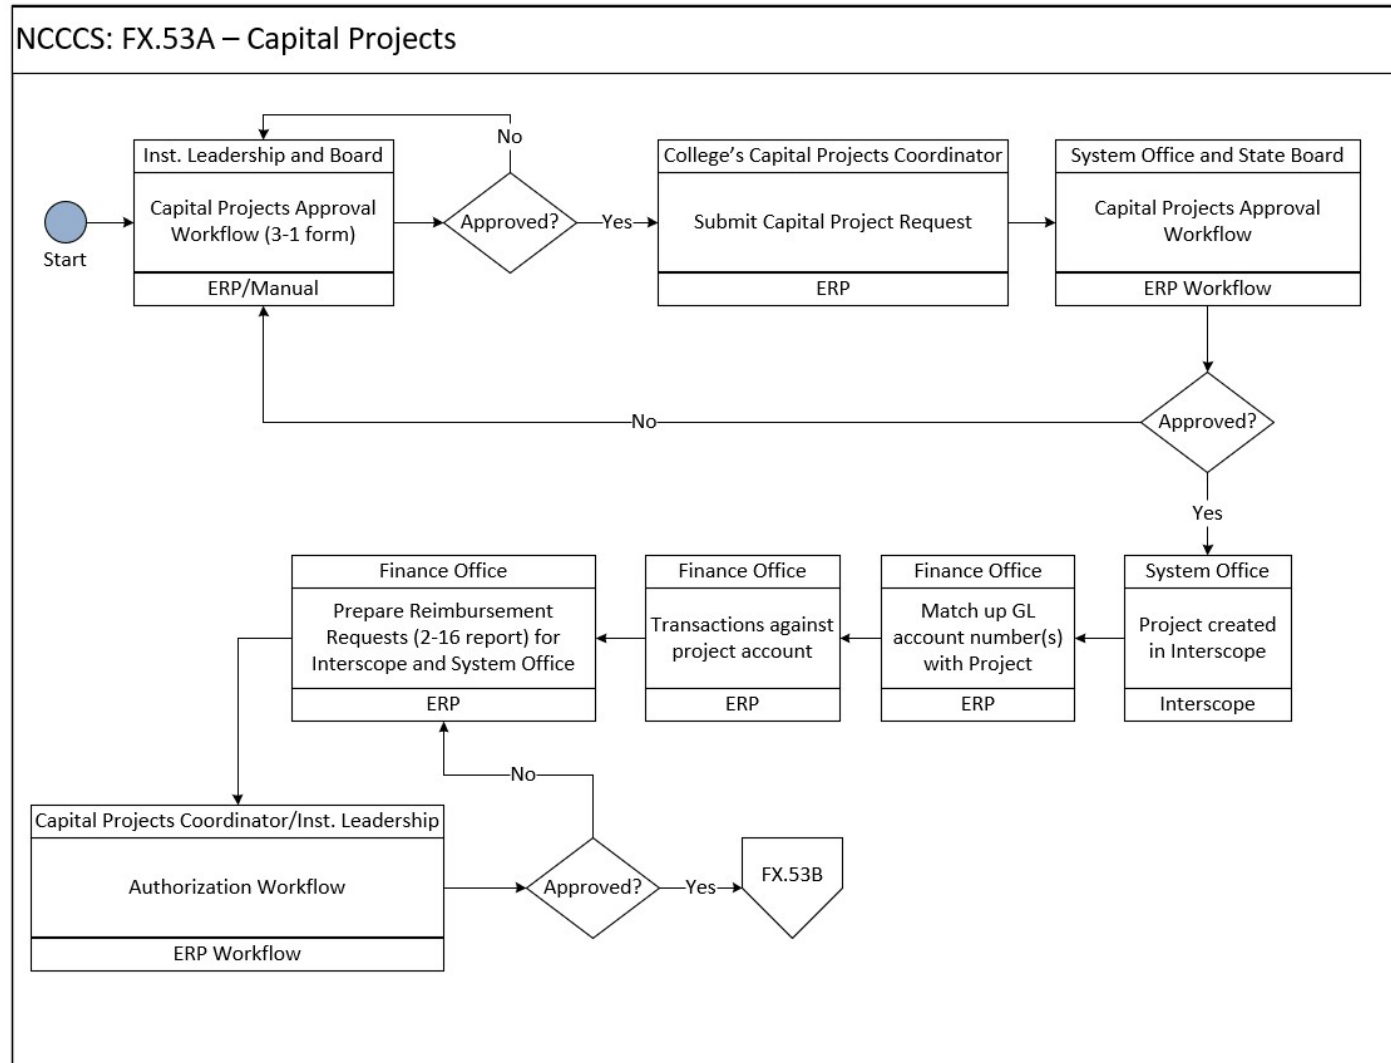 NCCCS: FX.53A – Capital Projects
Inst. Leadership and Board
Capital Projects Approval
Workflow (3-1 form)
ERP/Manual
Start
No
Approved?
Yes
College’s Capital Projects Coordinator
Submit Capital Project Request
ERP
System Office and State Board
Capital Projects Approval
Workflow
ERP Workflow
Approved?
No
Yes
System Office
Project created
in Interscope
Interscope
Finance Office
Match up GL
account number(s)
with Project
ERP
Finance Office
Transactions against
project account
ERP
Finance Office
Prepare Reimbursement
Requests (2-16 report) for
Interscope and System Office
ERP
Capital Projects Coordinator/Inst. Leadership
Authorization Workflow
ERP Workflow
Approved?
No
Yes
FX.53B